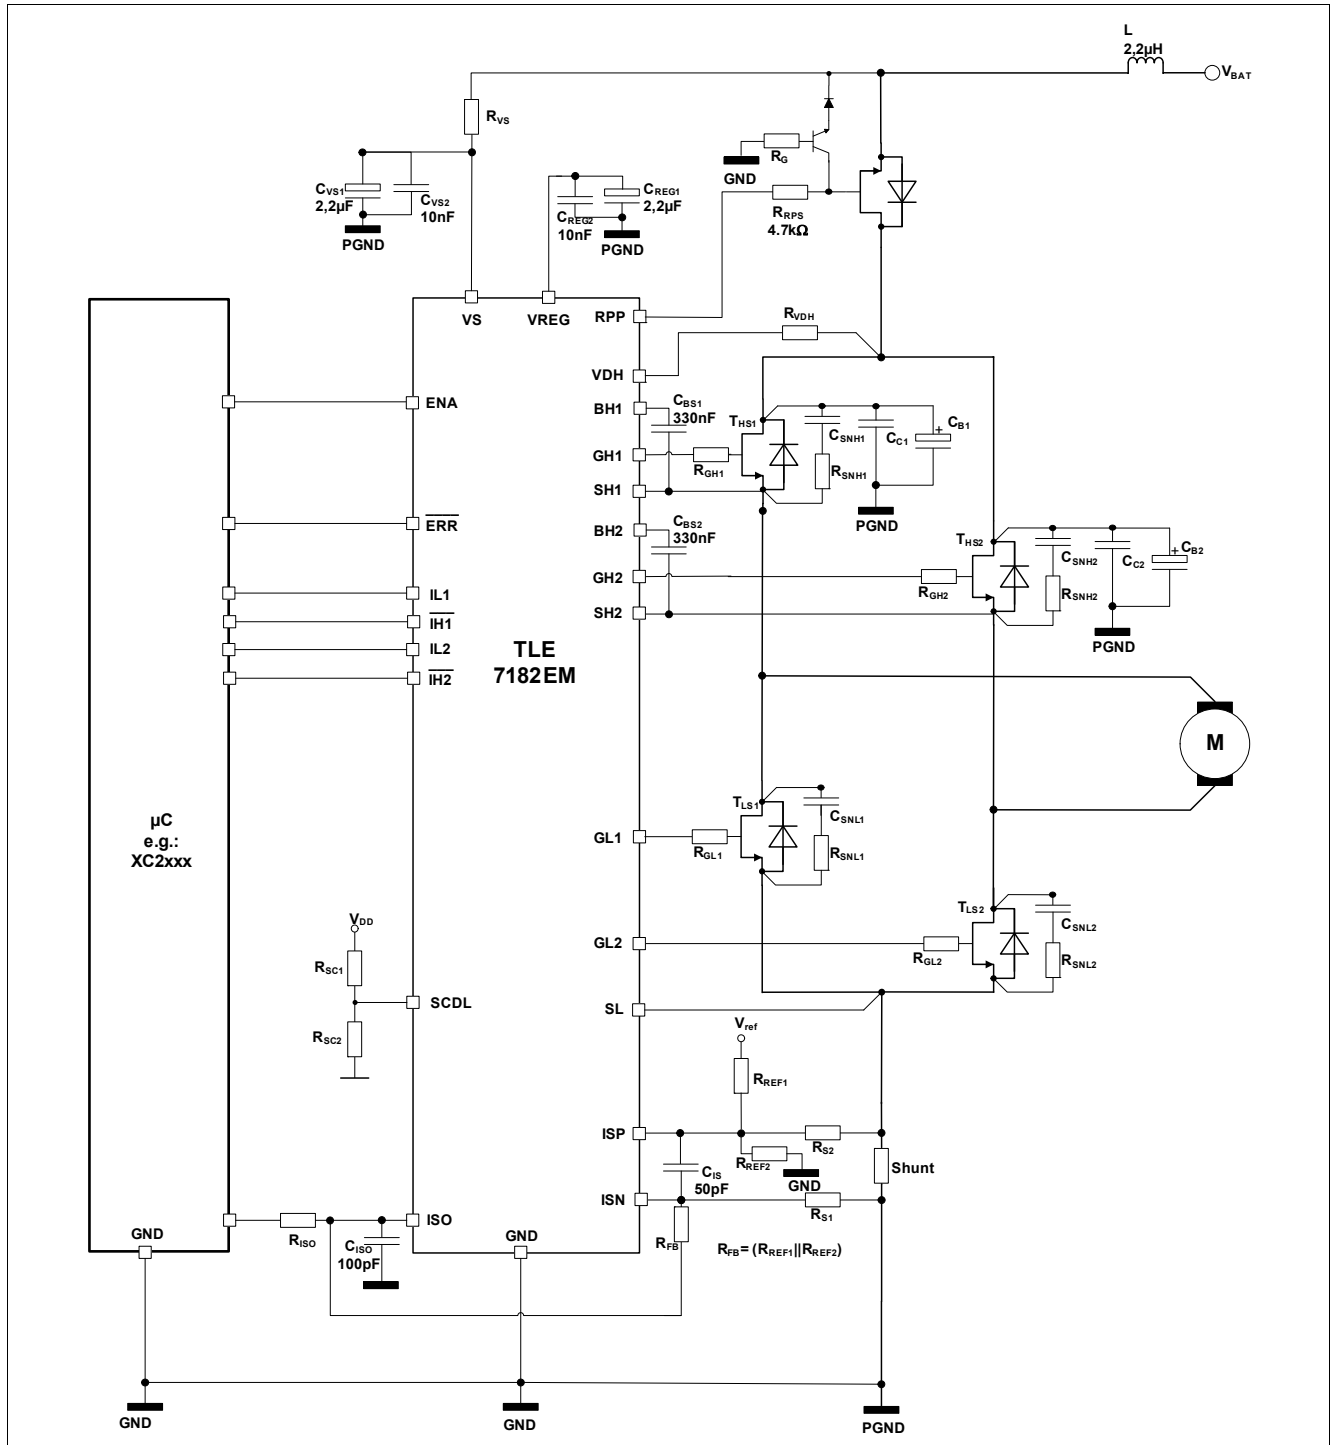 L
2,2µH
V_BAT
R_VS
R_G
GND
C_VS1
2,2µF
C_VS2
10nF
PGND
C_REG1
2,2µF
C_REG2
10nF
PGND
R_RPS
4.7kΩ
VS
VREG
RPP
R_VDH
VDH
ENA
BH1
C_BS1
330nF
T_HS1
C_SNH1
C_C1
C_B1
+
GH1
R_GH1
R_SNH1
SH1
PGND
ERR
BH2
C_BS2
330nF
T_HS2
C_SNH2
C_C2
C_B2
+
GH2
R_GH2
R_SNH2
IL1
SH2
IH1
PGND
IL2
IH2
TLE
7182EM
M
µC
e.g.:
XC2xxx
T_LS1
C_SNL1
GL1
R_GL1
R_SNL1
T_LS2
C_SNL2
V_DD
GL2
R_GL2
R_SNL2
R_SC1
SCDL
SL
R_SC2
V_ref
R_REF1
ISP
R_S2
R_REF2
GND
Shunt
C_IS
50pF
ISN
R_S1
ISO
GND
GND
R_ISO
C_ISO
100pF
R_FB
R_FB = (R_REF1||R_REF2)
GND
GND
PGND